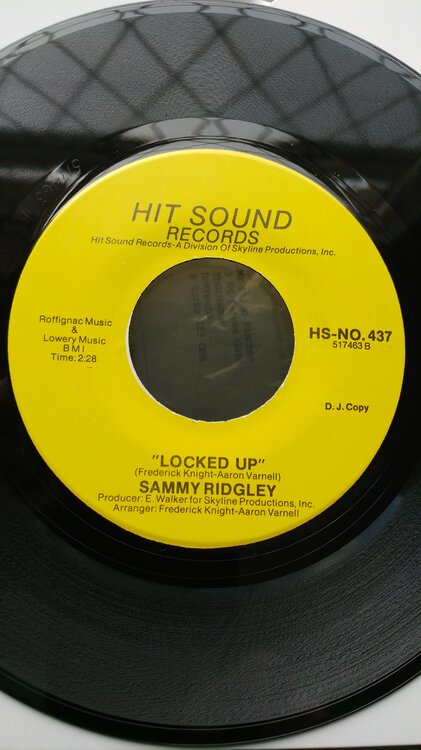 HIT SOUND
RECORDS
Hit Sound Records-A Division Of Skyline Productions, Inc.
Roffignac Music
&
Lowery Music
B M I
Time: 2:28
HS-NO. 437
517463 B
D. J. Copy
"LOCKED UP"
(Frederick Knight-Aaron Varnell)
SAMMY RIDGLEY
Producer: E. Walker for Skyline Productions, Inc.
Arranger: Frederick Knight-Aaron Varnell